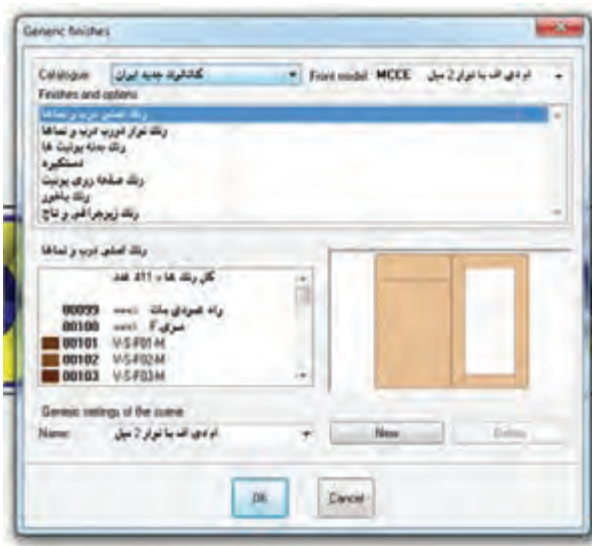 Generic finishes
Catalogue: کاتالوگ جدید ایران Front model: MCCE ام دی اف با نوار 2 میل
Finishes and options
رنگ اصلی درب و نماها
رنگ نوار دورب درب و نماها
رنگ بدنه یونیت ها
دستگیره
رنگ صفحه روی یونیت
رنگ پاخور
رنگ زیرچراغی و تاج
رنگ اصلی درب و نماها
کل رنگ ها = 411 عدد
00099 راه عمودی مات
00100 سری F
00101 V-S-F01-M
00102 V-S-F02-M
00103 V-S-F03-M
Generic settings of the scene
Name: ام دی اف با نوار 2 میل New Delete
OK Cancel